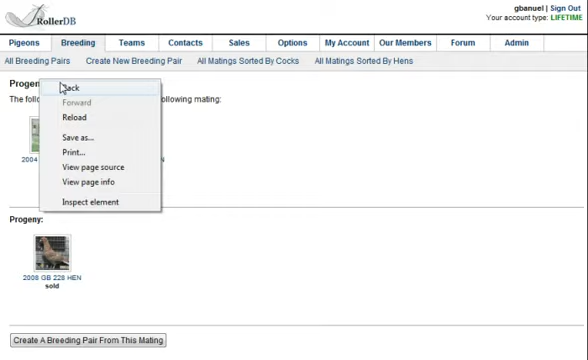 RollerDB
gbanuel | Sign Out
Your account type: LIFETIME
Pigeons Breeding Teams Contacts Sales Options My Account Our Members Forum Admin
All Breeding Pairs Create New Breeding Pair All Matings Sorted By Cocks All Matings Sorted By Hens
The follo following mating:
Back
Forward
Reload
Save as...
Print...
View page source
View page info
Inspect element
2004
Progeny:
2008 GB 228 HEN
sold
Create A Breeding Pair From This Mating